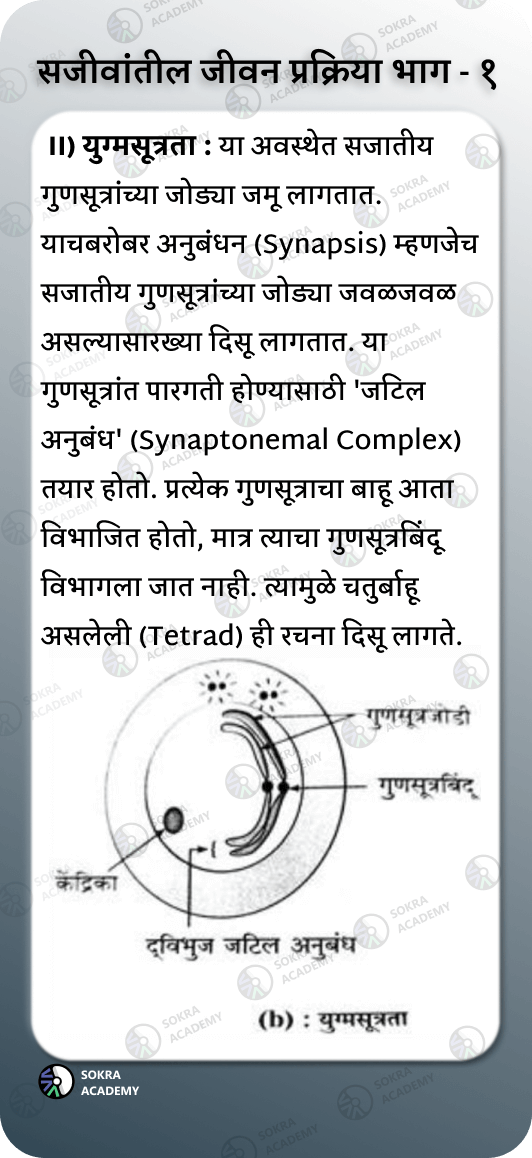 सजीवांतील जीवन प्रक्रिया भाग - १
II) युग्मसूत्रता : या अवस्थेत सजातीय
गुणसूत्रांच्या जोड्या जमू लागतात.
याचबरोबर अनुबंधन (Synapsis) म्हणजेच
सजातीय गुणसूत्रांच्या जोड्या जवळजवळ
असल्यासारख्या दिसू लागतात. या
गुणसूत्रांत पारगती होण्यासाठी 'जटिल
अनुबंध' (Synaptonemal Complex)
तयार होतो. प्रत्येक गुणसूत्राचा बाहू आता
विभाजित होतो, मात्र त्याचा गुणसूत्रबिंदू
विभागला जात नाही. त्यामुळे चतुर्बाहू
असलेली (Tetrad) ही रचना दिसू लागते.
गुणसूत्रजोडी
गुणसूत्रबिंदू
केंद्रिका
द्विभुज जटिल अनुबंध
(b) : युग्मसूत्रता
SOKRA
ACADEMY